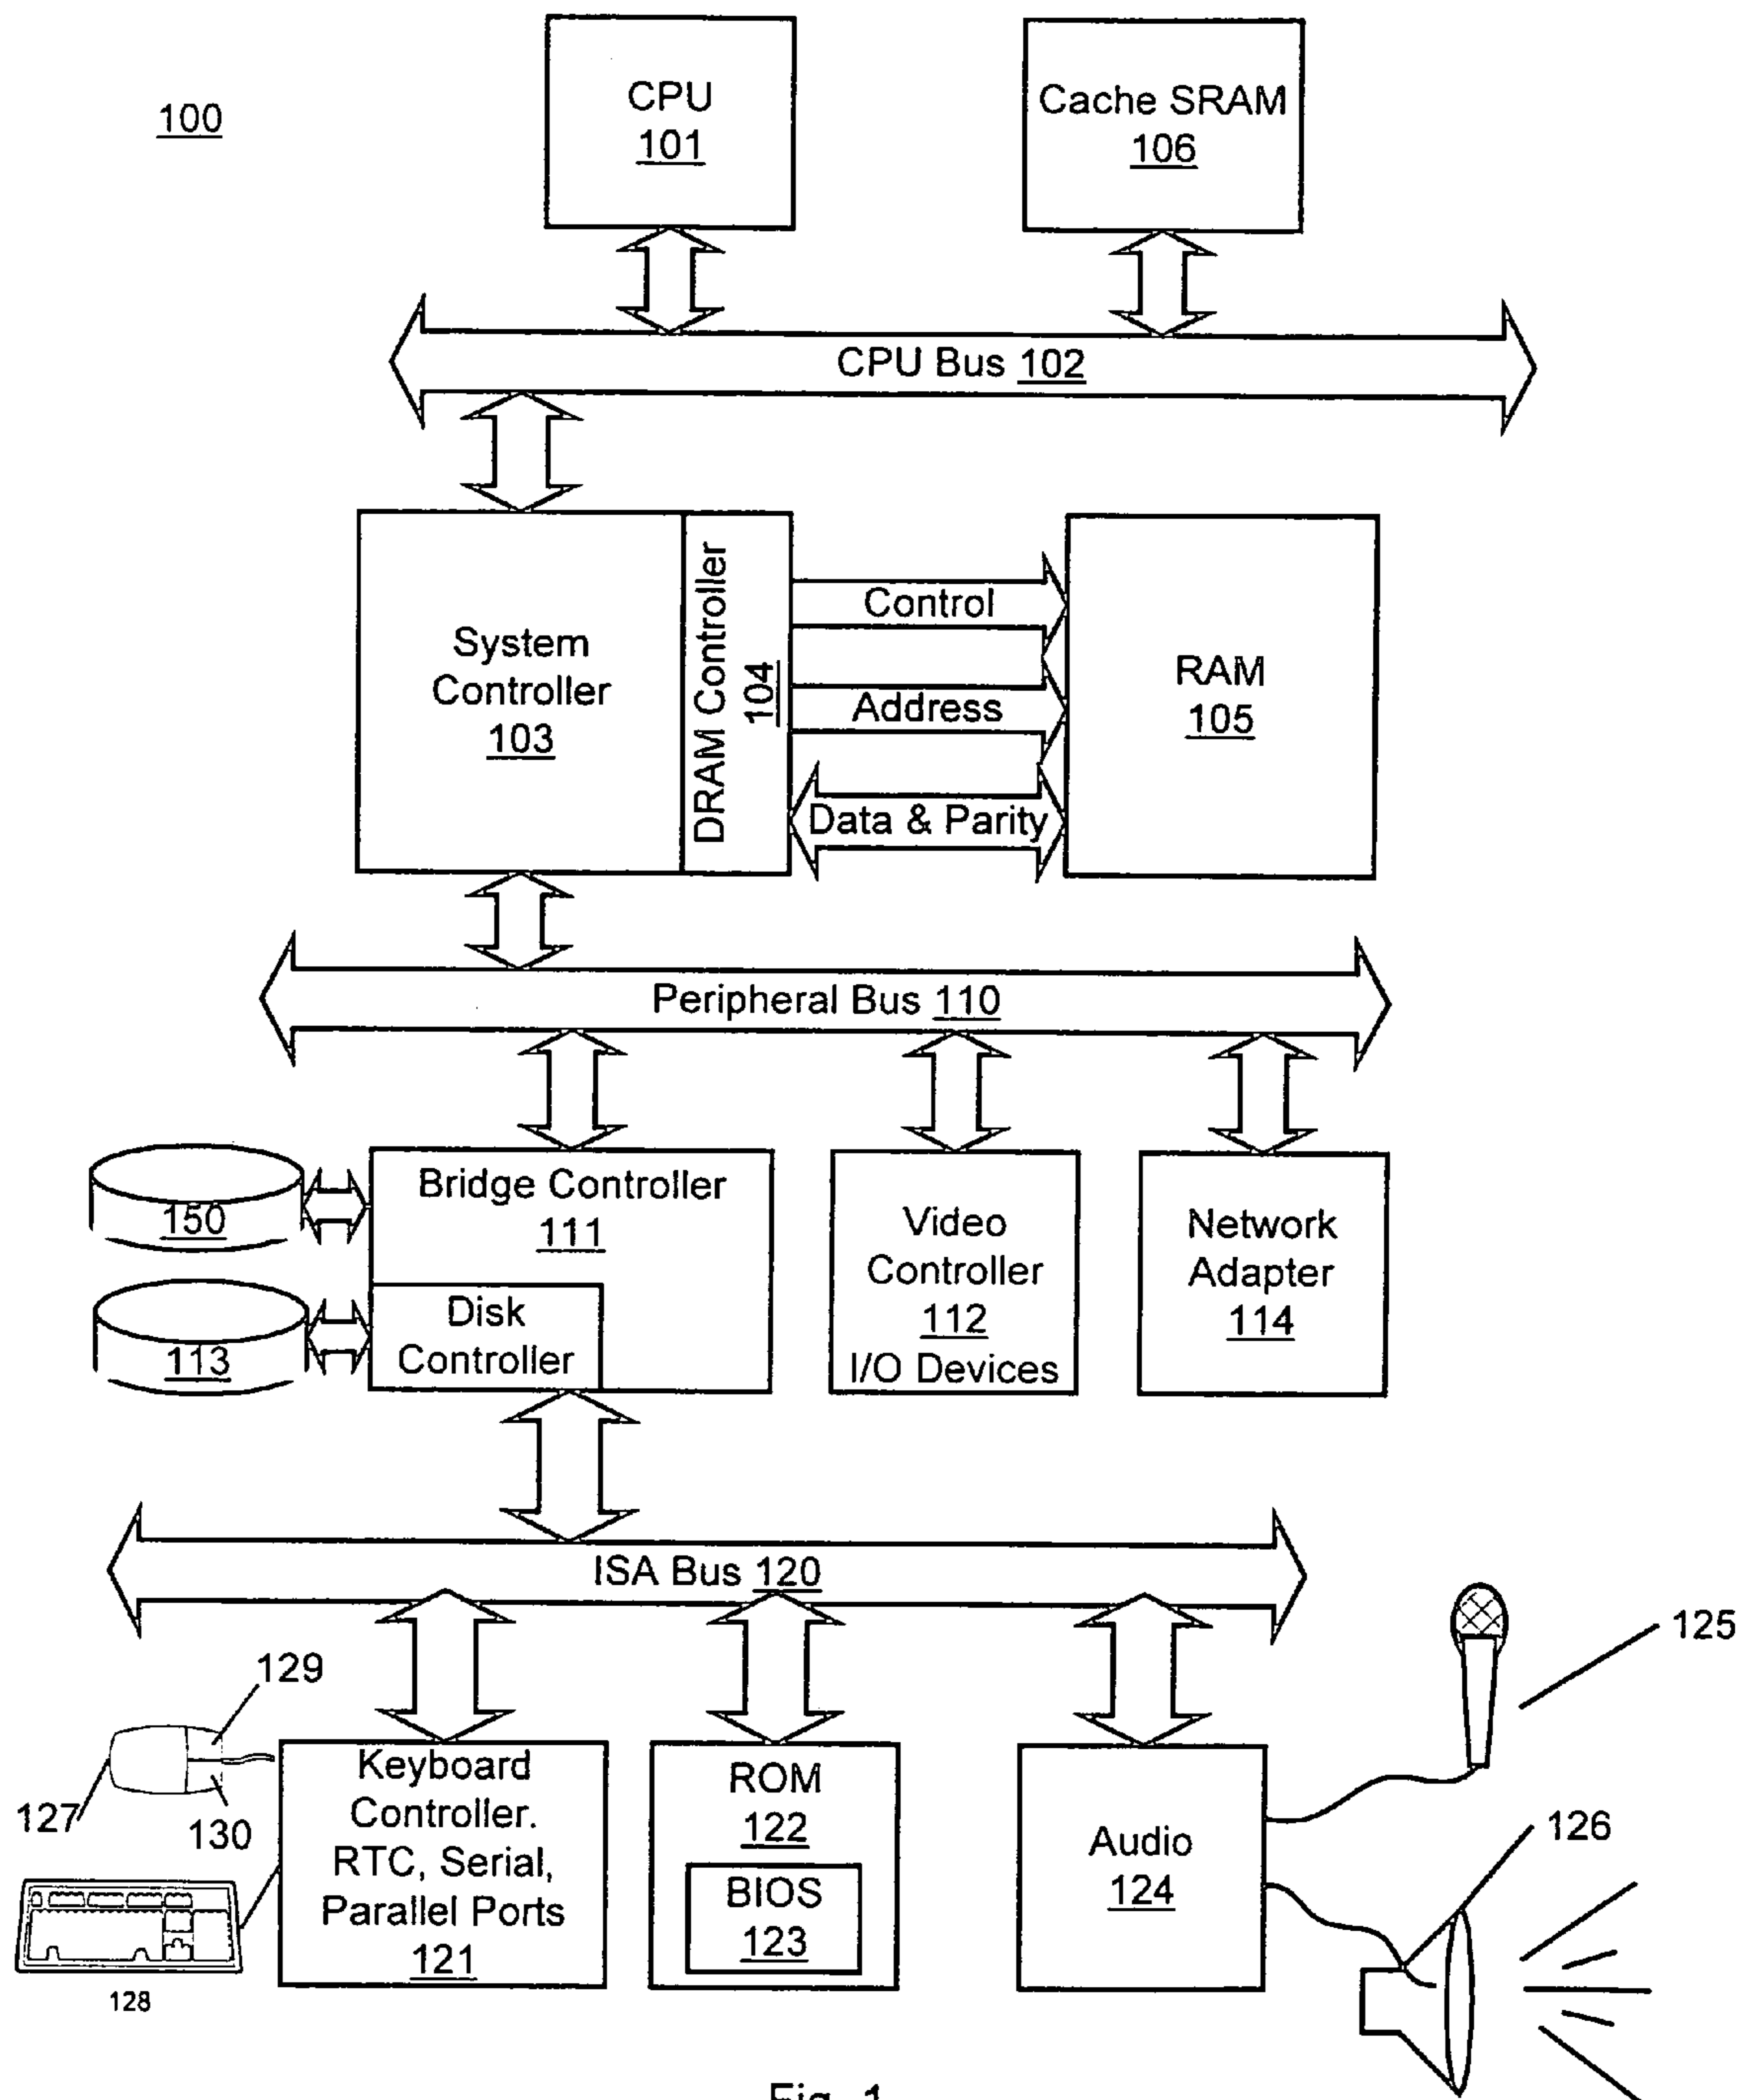 100
CPU
101
Cache SRAM
106
CPU Bus 102
System
Controller
103
DRAM Controller
104
Control
Address
Data & Parity
RAM
105
Peripheral Bus 110
150
113
Bridge Controller
111
Disk
Controller
Video
Controller
112
I/O Devices
Network
Adapter
114
ISA Bus 120
125
129
127
130
128
Keyboard
Controller.
RTC, Serial,
Parallel Ports
121
ROM
122
BIOS
123
Audio
124
126
Fig. 1